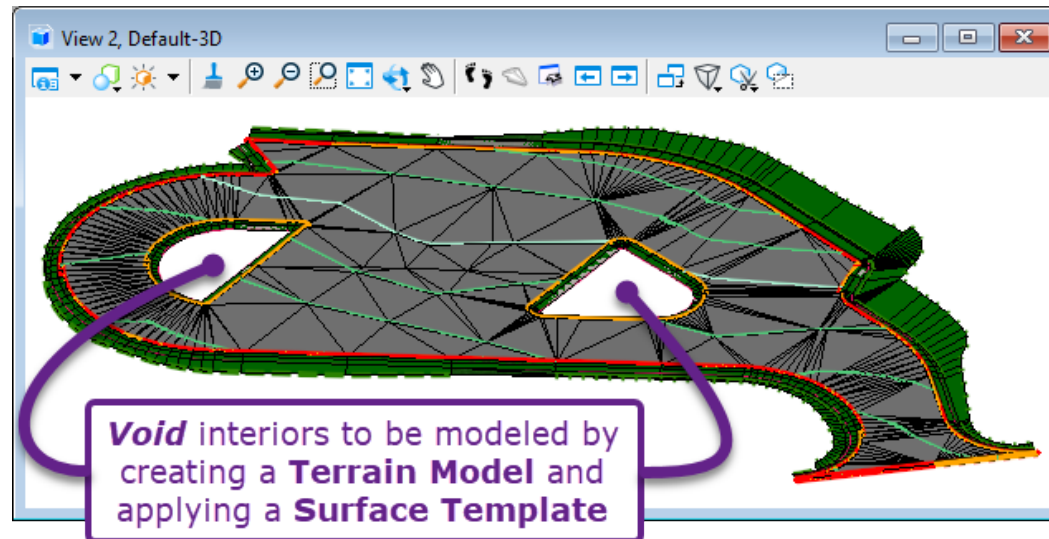 View 2, Default-3D
Void interiors to be modeled by
creating a Terrain Model and
applying a Surface Template